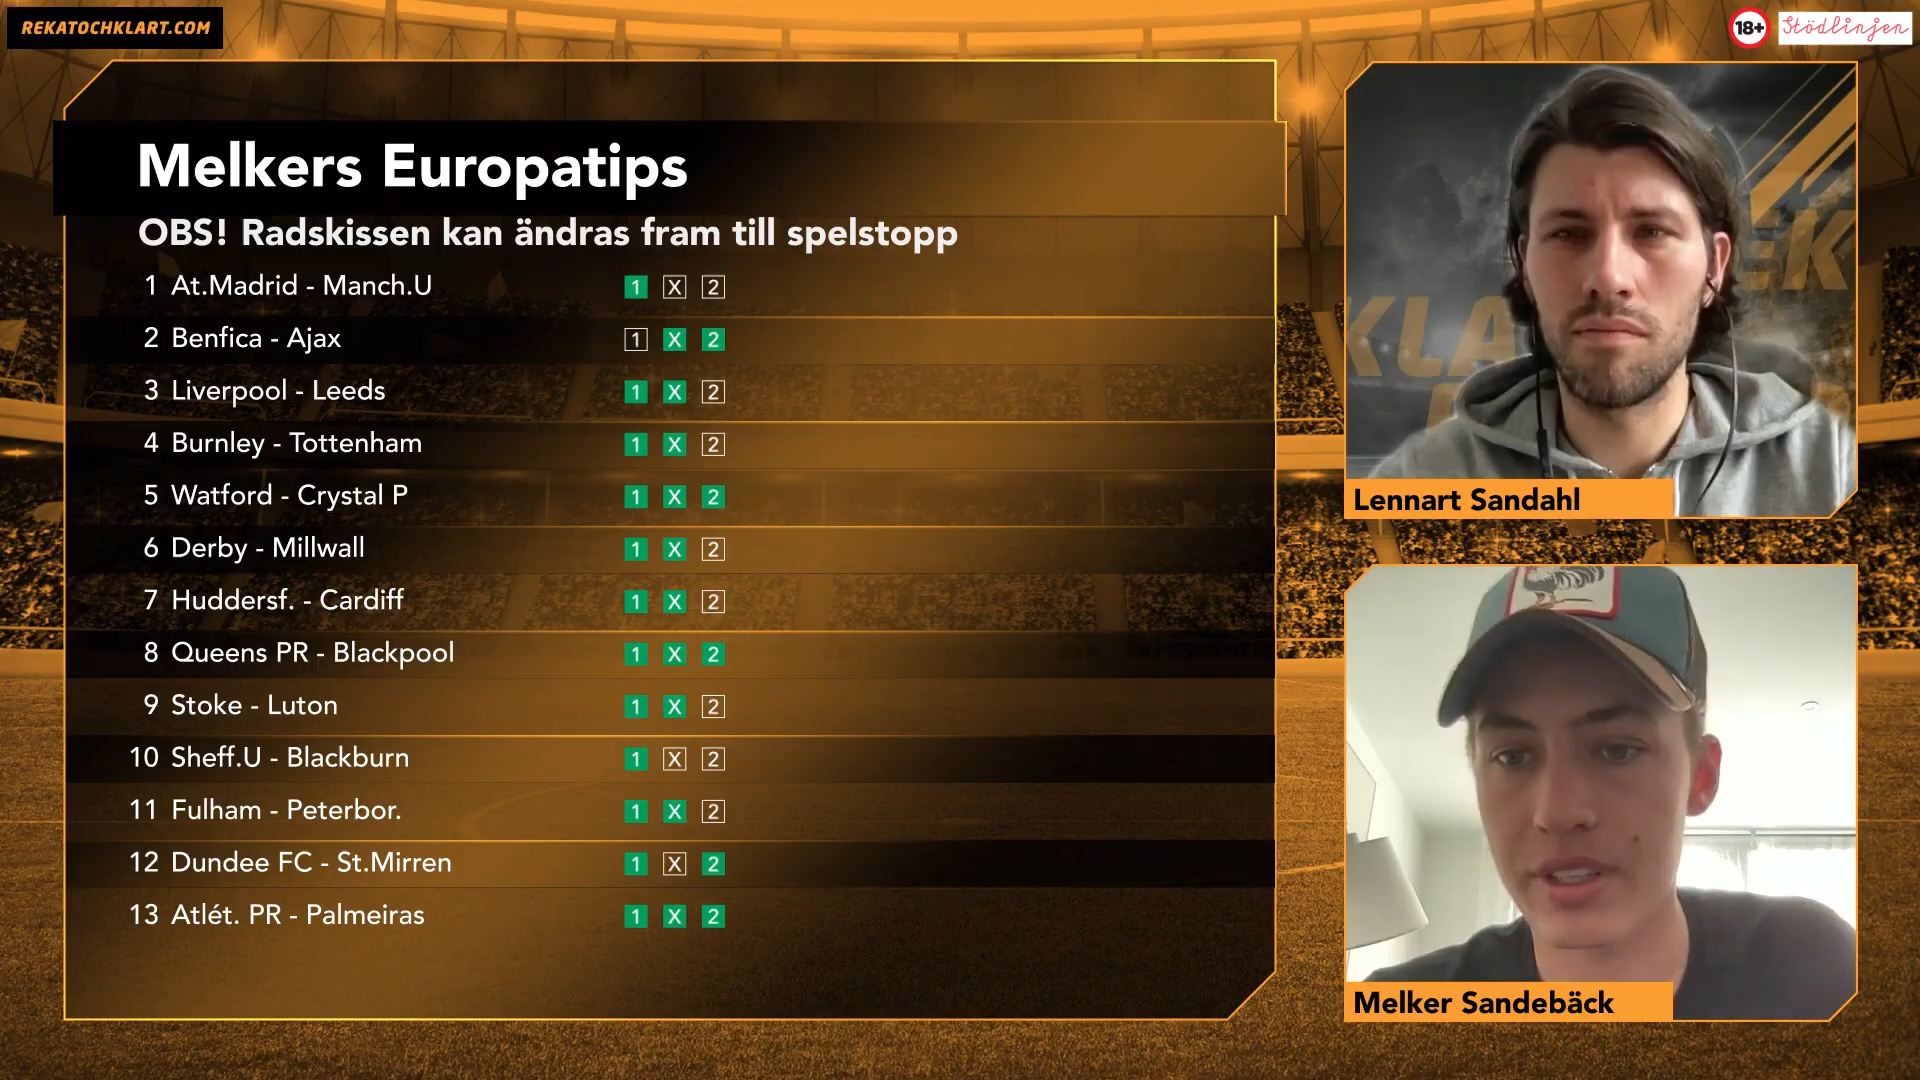 REKATOCHKLART.COM
18+
Stödlinjen
Melkers Europatips
OBS! Radskissen kan ändras fram till spelstopp
1 At.Madrid - Manch.U 1 X 2
2 Benfica - Ajax 1 X 2
3 Liverpool - Leeds 1 X 2
4 Burnley - Tottenham 1 X 2
5 Watford - Crystal P 1 X 2
6 Derby - Millwall 1 X 2
7 Huddersf. - Cardiff 1 X 2
8 Queens PR - Blackpool 1 X 2
9 Stoke - Luton 1 X 2
10 Sheff.U - Blackburn 1 X 2
11 Fulham - Peterbor. 1 X 2
12 Dundee FC - St.Mirren 1 X 2
13 Atlét. PR - Palmeiras 1 X 2
Lennart Sandahl
Melker Sandebäck